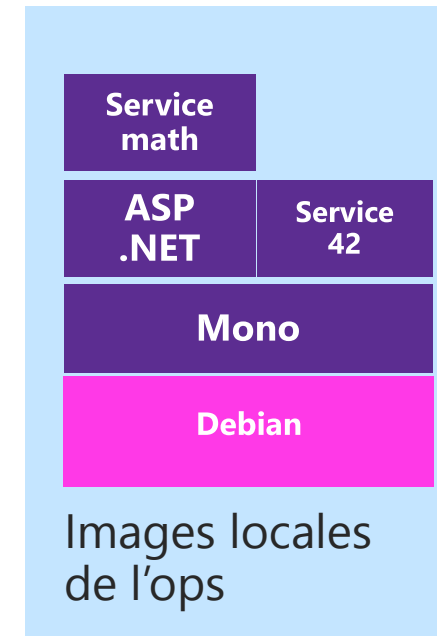 Service
math
ASP
.NET
Service
42
Mono
Debian
Images locales
de l’ops